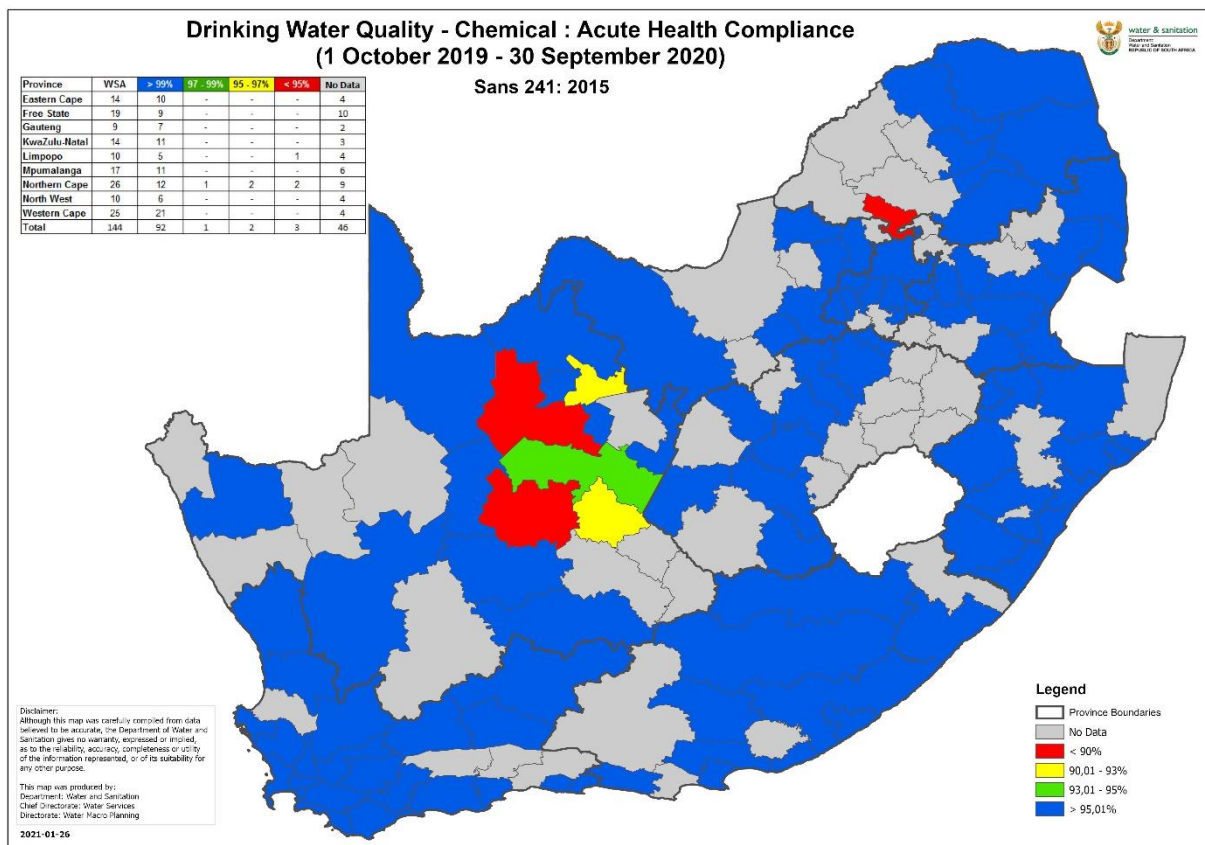 Drinking Water Quality - Chemical : Acute Health Compliance
(1 October 2019 - 30 September 2020)
Sans 241: 2015
water & sanitation
Department:
Water and Sanitation
REPUBLIC OF SOUTH AFRICA
Province WSA > 99% 97 - 99% 95 - 97% < 95% No Data
Eastern Cape 14 10 - - - 4
Free State 19 9 - - - 10
Gauteng 9 7 - - - 2
KwaZulu-Natal 14 11 - - - 3
Limpopo 10 5 - - 1 4
Mpumalanga 17 11 - - - 6
Northern Cape 26 12 1 2 2 9
North West 10 6 - - - 4
Western Cape 25 21 - - - 4
Total 144 92 1 2 3 46
Legend
Province Boundaries
No Data
< 90%
90,01 - 93%
93,01 - 95%
> 95,01%
Disclaimer:
Although this map was carefully compiled from data
believed to be accurate, the Department of Water and
Sanitation gives no warranty, expressed or implied,
as to the reliability, accuracy, completeness or utility
of the information represented, or of its suitability for
any other purpose.
This map was produced by:
Department: Water and Sanitation
Chief Directorate: Water Services
Directorate: Water Macro Planning
2021-01-26